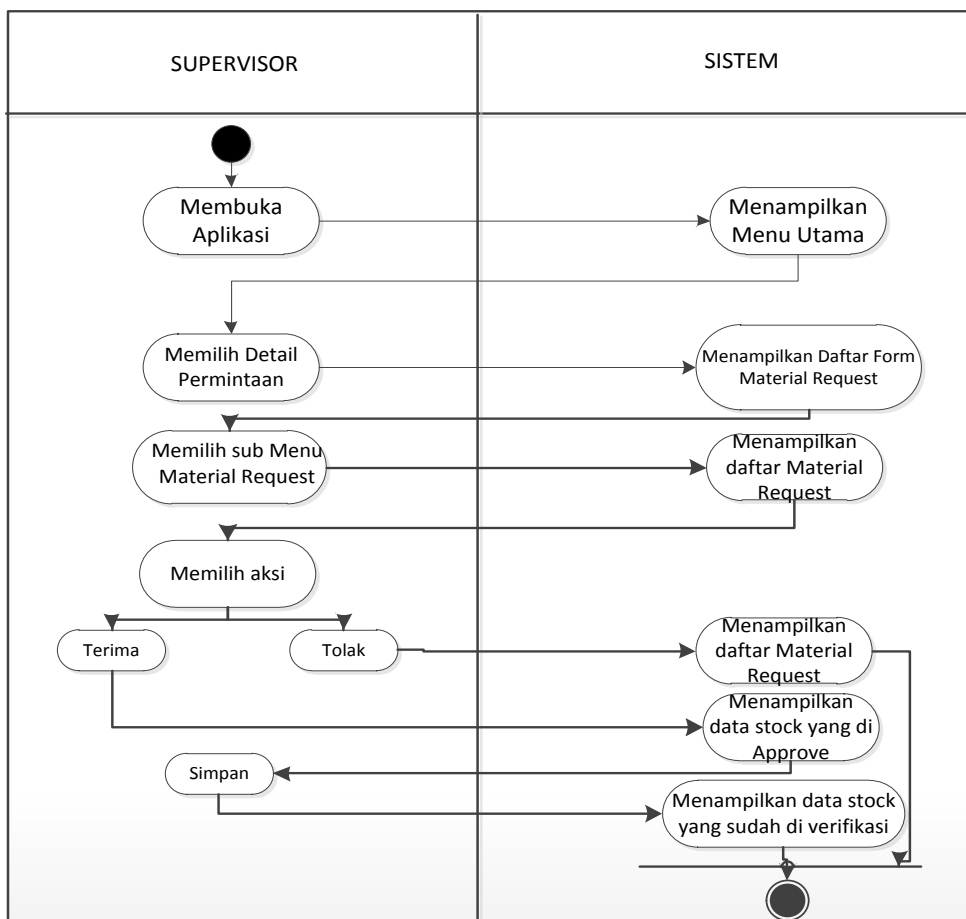 SUPERVISOR
SISTEM
Membuka
Aplikasi
Menampilkan
Menu Utama
Memilih Detail
Permintaan
Menampilkan Daftar Form
Material Request
Memilih sub Menu
Material Request
Menampilkan
daftar Material
Request
Memilih aksi
Terima
Tolak
Menampilkan
daftar Material
Request
Menampilkan
data stock yang di
Approve
Simpan
Menampilkan data stock
yang sudah di verifikasi